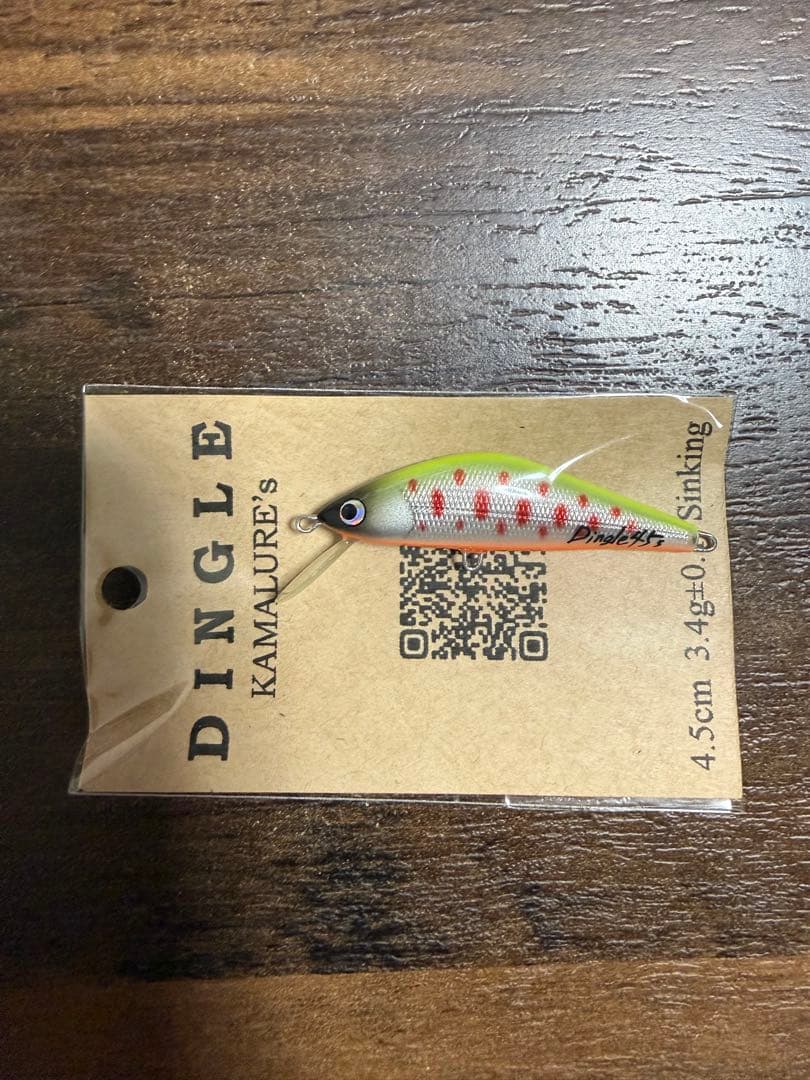 DINGLE
KAMALURE's
Dingle45s
4.5cm 3.4g±0. Sinking